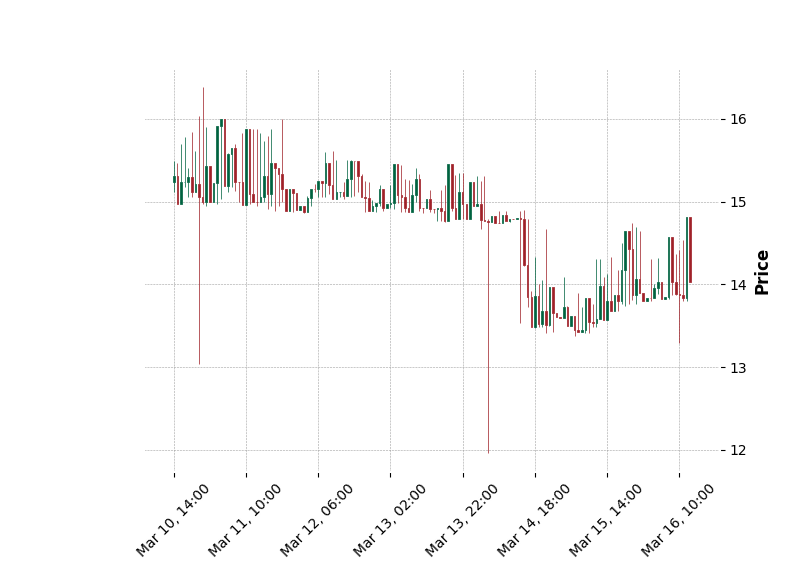 16
15
14
13
12
Price
Mar 10, 14:00
Mar 11, 10:00
Mar 12, 06:00
Mar 13, 02:00
Mar 13, 22:00
Mar 14, 18:00
Mar 15, 14:00
Mar 16, 10:00